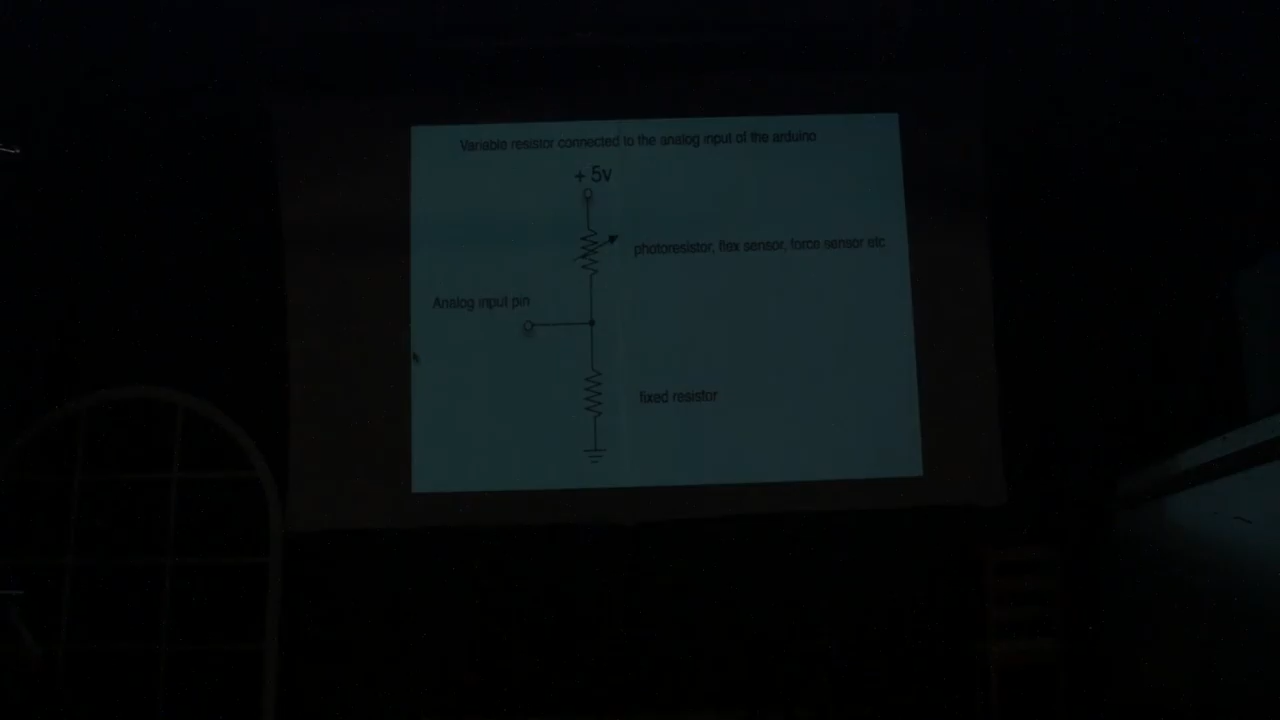 Variable resistor connected to the analog input of the arduino
+ 5v
photoresistor, flex sensor, force sensor etc
Analog input pin
fixed resistor